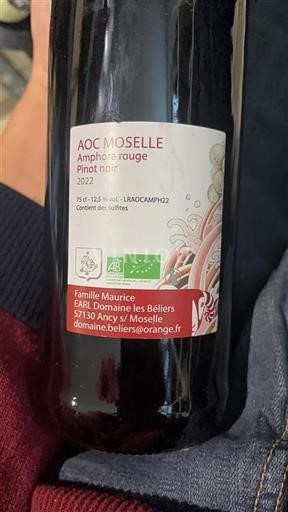 AOC MOSELLE
Amphore rouge
Pinot noir
2022
75 cl - 12,5 % vol. - LRAOCAMPH22
Contient des sulfites
AB
Famille Maurice
EARL Domaine les Béliers
57130 Ancy s/ Moselle
domaine.beliers@orange.fr